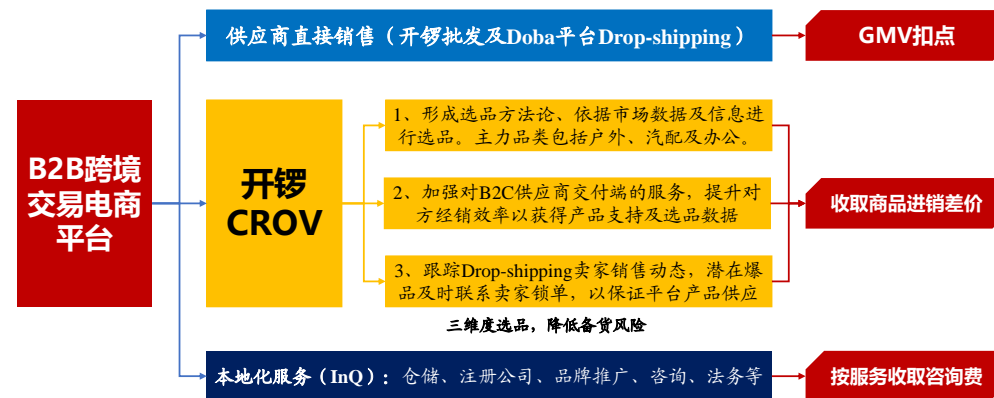 供应商直接销售（开锣批发及Doba平台Drop-shipping）
GMV扣点
B2B跨境
交易电商
平台
开锣
CROV
1、形成选品方法论、依据市场数据及信息进
行选品。主力品类包括户外、汽配及办公。
2、加强对B2C供应商交付端的服务，提升对
方经销效率以获得产品支持及选品数据
3、跟踪Drop-shipping卖家销售动态，潜在爆
品及时联系卖家锁单，以保证平台产品供应
收取商品进销差价
三维度选品，降低备货风险
本地化服务（InQ）：仓储、注册公司、品牌推广、咨询、法务等
按服务收取咨询费